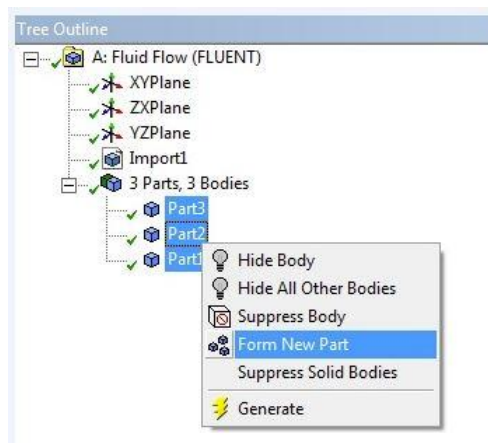 Tree Outline
A: Fluid Flow (FLUENT)
XYPlane
ZXPlane
YZPlane
Import1
3 Parts, 3 Bodies
Part3
Part2
Part1
Hide Body
Hide All Other Bodies
Suppress Body
Form New Part
Suppress Solid Bodies
Generate